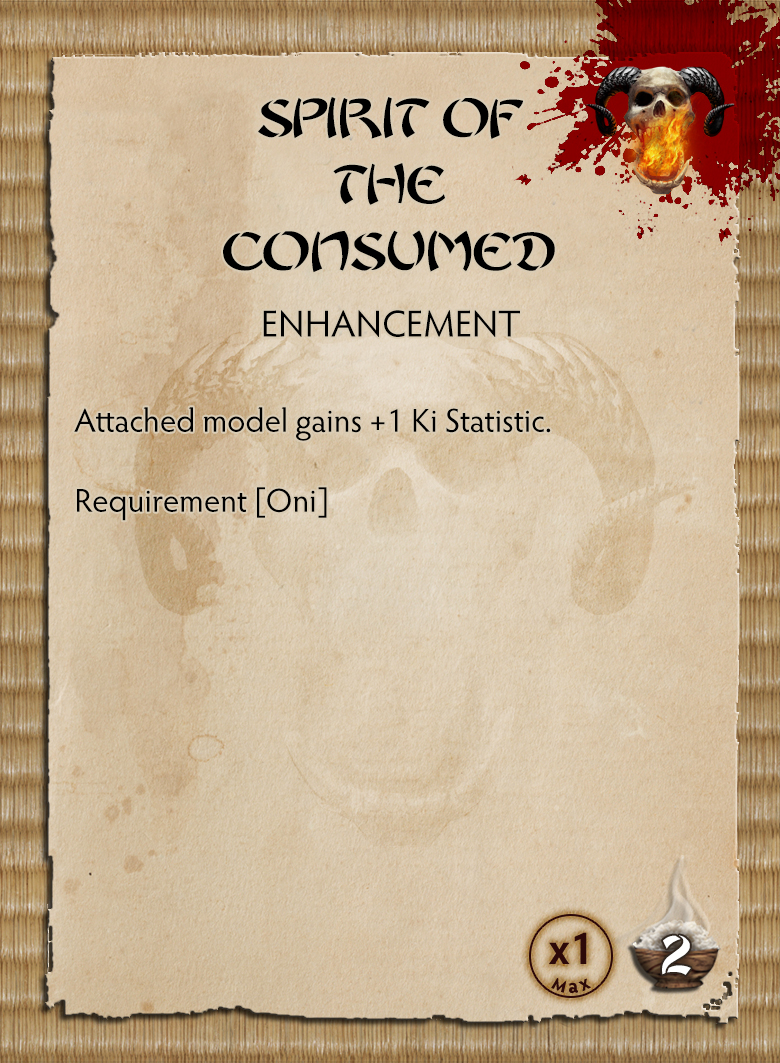 SPIRIT OF
THE
CONSUMED
ENHANCEMENT
Attached model gains +1 Ki Statistic.
Requirement [Oni]
x1
Max
2